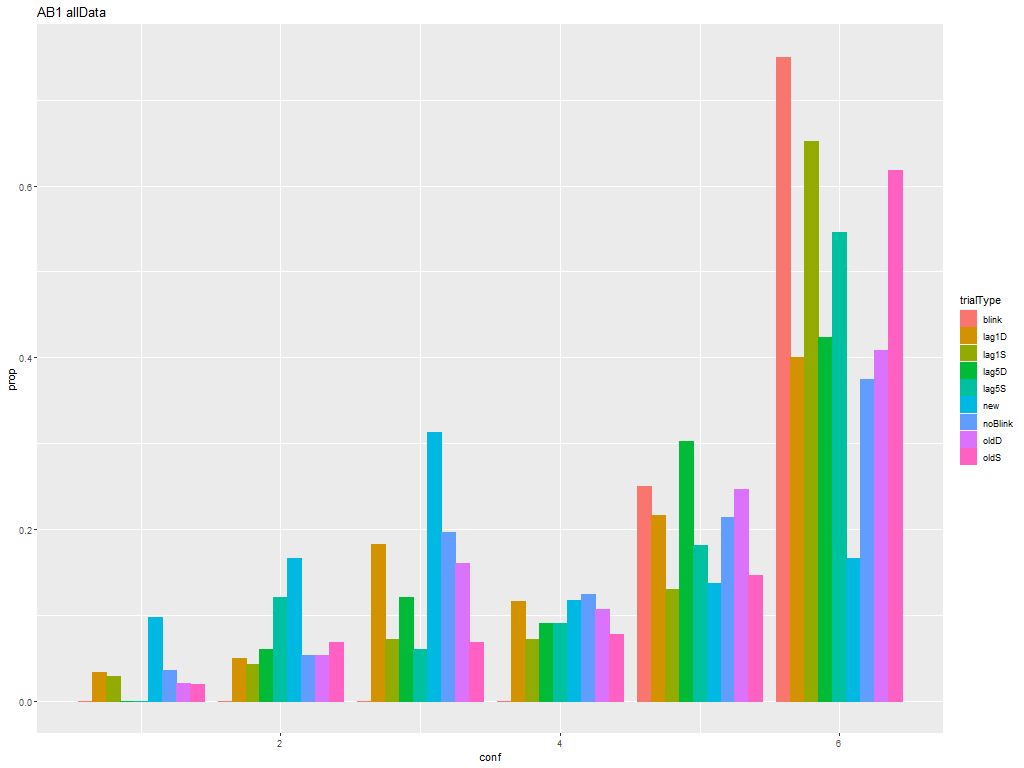 AB1 allData
prop
0.6
0.4
0.2
0.0
2
4
6
conf
trialType
blink
lag1D
lag1S
lag5D
lag5S
new
noBlink
oldD
oldS